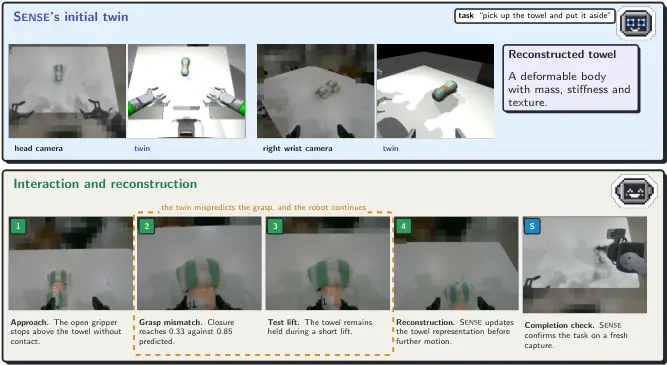 SENSE's initial twin
task "pick up the towel and put it aside"
Reconstructed towel
A deformable body
with mass, stiffness and
texture.
head camera
twin
right wrist camera
twin
Interaction and reconstruction
the twin mispredicts the grasp, and the robot continues
1
2
3
4
5
Approach. The open gripper
stops above the towel without
contact.
Grasp mismatch. Closure
reaches 0.33 against 0.85
predicted.
Test lift. The towel remains
held during a short lift.
Reconstruction. SENSE updates
the towel representation before
further motion.
Completion check. SENSE
confirms the task on a fresh
capture.